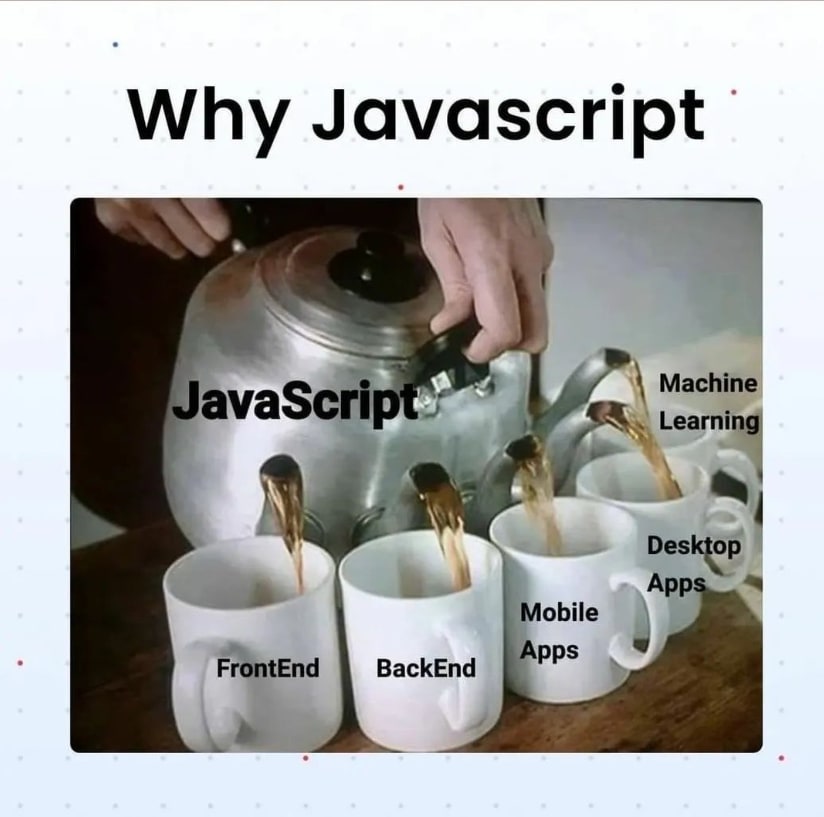 Why Javascript
JavaScript
Machine
Learning
Desktop
Apps
Mobile
Apps
FrontEnd
BackEnd